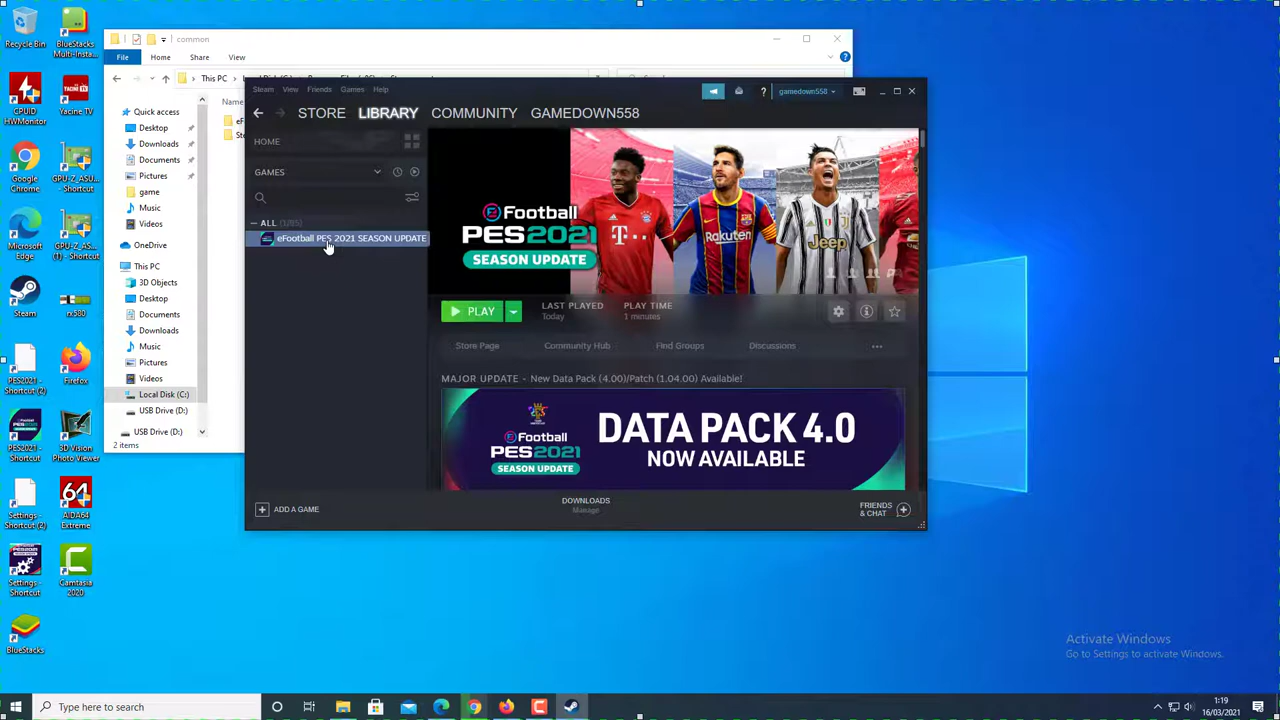 Recycle Bin
BlueStacks
Multi-Insta...
CPUID
HWMonitor
Yacine TV
Google
Chrome
GPU-Z_ASU...
- Shortcut
Microsoft
Edge
GPU-Z_ASU...
(1) - Shortcut
Steam
rx580
PES2021 -
Shortcut (2)
Firefox
PES2021 -
Shortcut
3D Vision
Photo Viewer
Settings -
Shortcut (2)
64
AIDA64
Extreme
Settings -
Shortcut
Camtasia
2020
BlueStacks
common
File
Home
Share
View
This PC
Name
Quick access
Desktop
Downloads
Documents
Pictures
game
Music
Videos
OneDrive
This PC
3D Objects
Desktop
Documents
Downloads
Music
Pictures
Videos
Local Disk (C:)
USB Drive (D:)
USB Drive (D:)
2 items
Steam
View
Friends
Games
Help
gamedown558
STORE
LIBRARY
COMMUNITY
GAMEDOWN558
HOME
GAMES
ALL (1/85)
eFootball PES 2021 SEASON UPDATE
eFootball
PES2021
SEASON UPDATE
Jeep
PLAY
LAST PLAYED
Today
PLAY TIME
1 minutes
Store Page
Community Hub
Find Groups
Discussions
MAJOR UPDATE - New Data Pack (4.00)/Patch (1.04.00) Available!
eFootball
PES2021
SEASON UPDATE
DATA PACK 4.0
NOW AVAILABLE
ADD A GAME
DOWNLOADS
Manage
FRIENDS
& CHAT
Activate Windows
Go to Settings to activate Windows.
Type here to search
1:19
16/03/2021